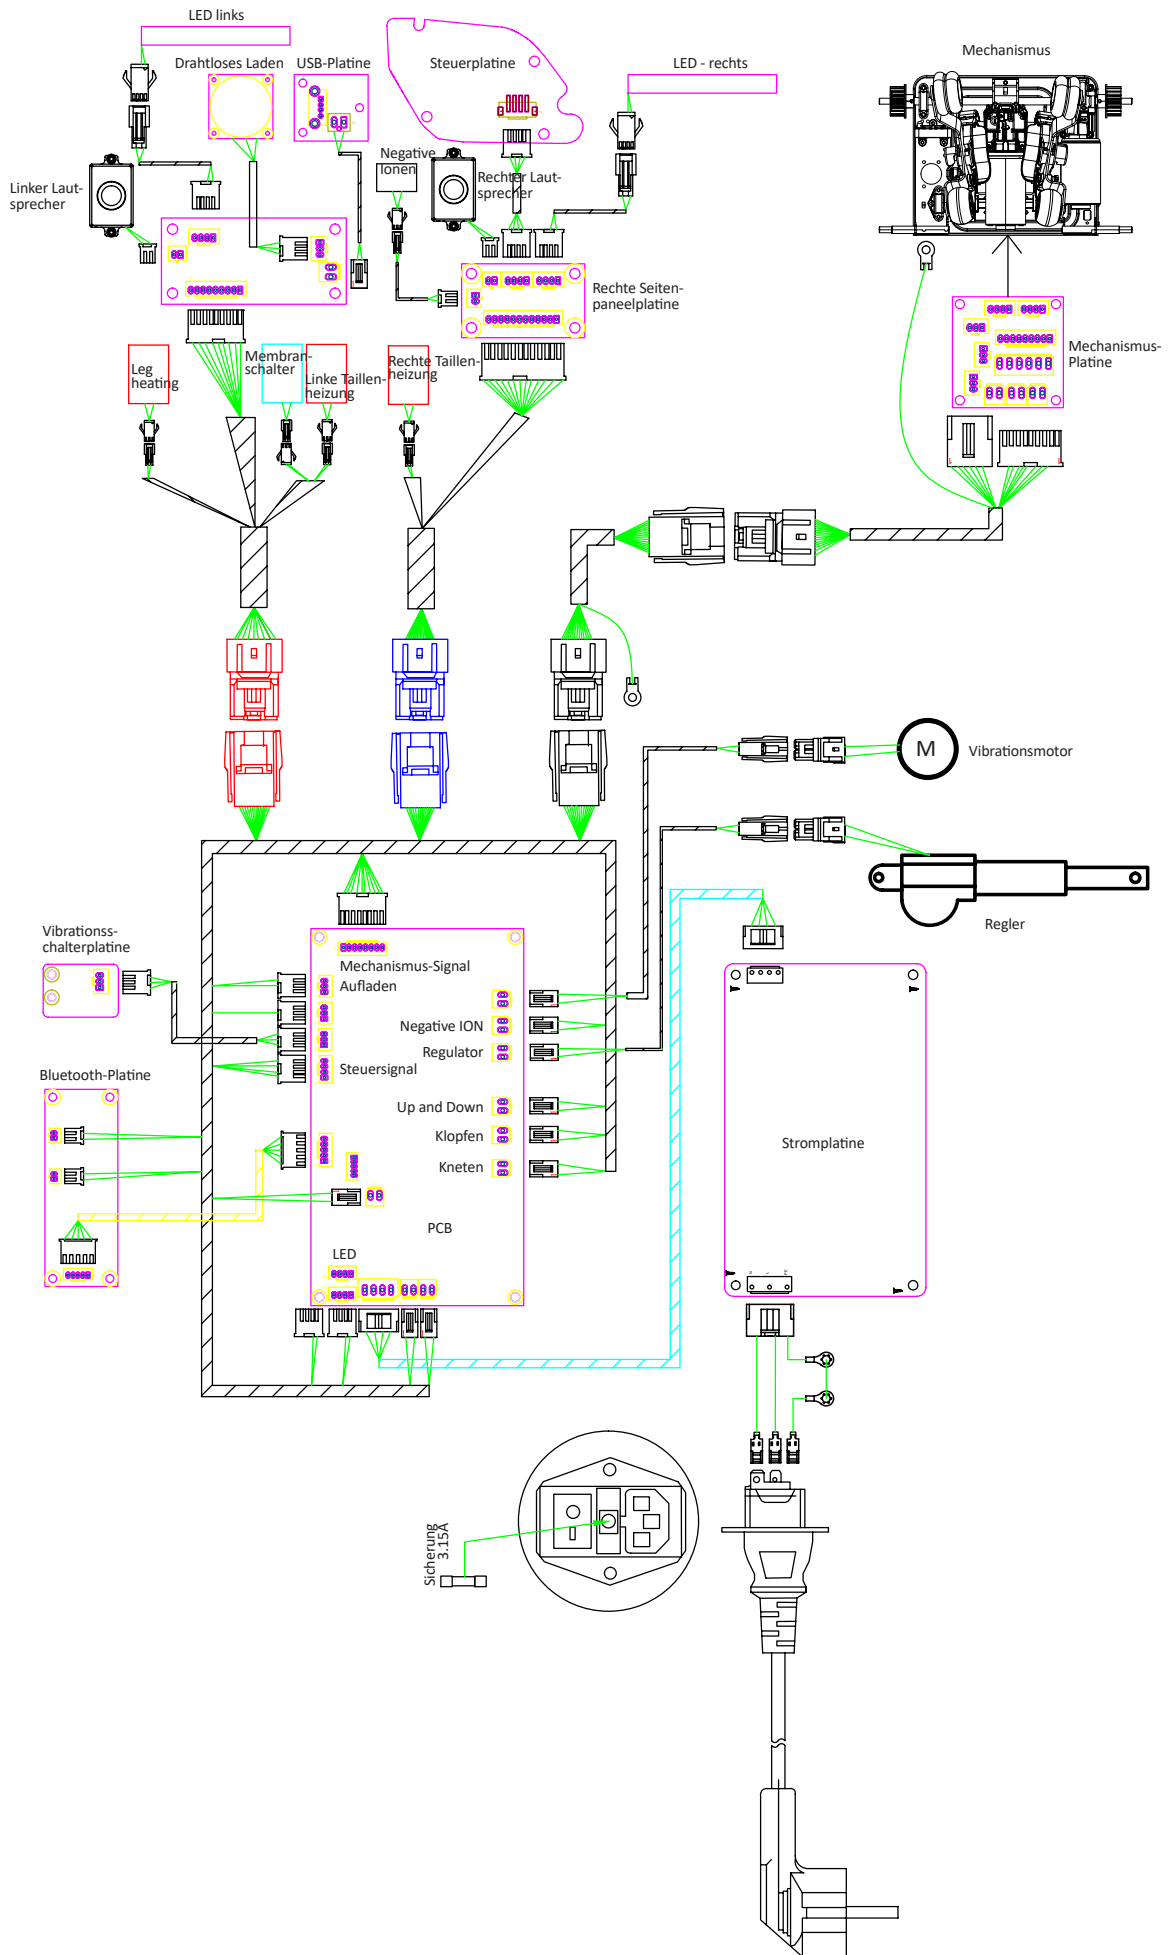 LED links
Drahtloses Laden
USB-Platine
Steuerplatine
LED - rechts
Mechanismus
Linker Laut-
sprecher
Negative
Ionen
Rechter Laut-
sprecher
Rechte Seiten-
paneelplatine
Mechanismus-
Platine
Leg
heating
Membran-
schalter
Linke Taillen-
heizung
Rechte Taillen-
heizung
M
Vibrationsmotor
Regler
Vibrationss-
chalterplatine
Mechanismus-Signal
Aufladen
Negative ION
Regulator
Steuersignal
Bluetooth-Platine
Up and Down
Klopfen
Kneten
Stromplatine
PCB
LED
N
L
PE
Sicherung
3.15A